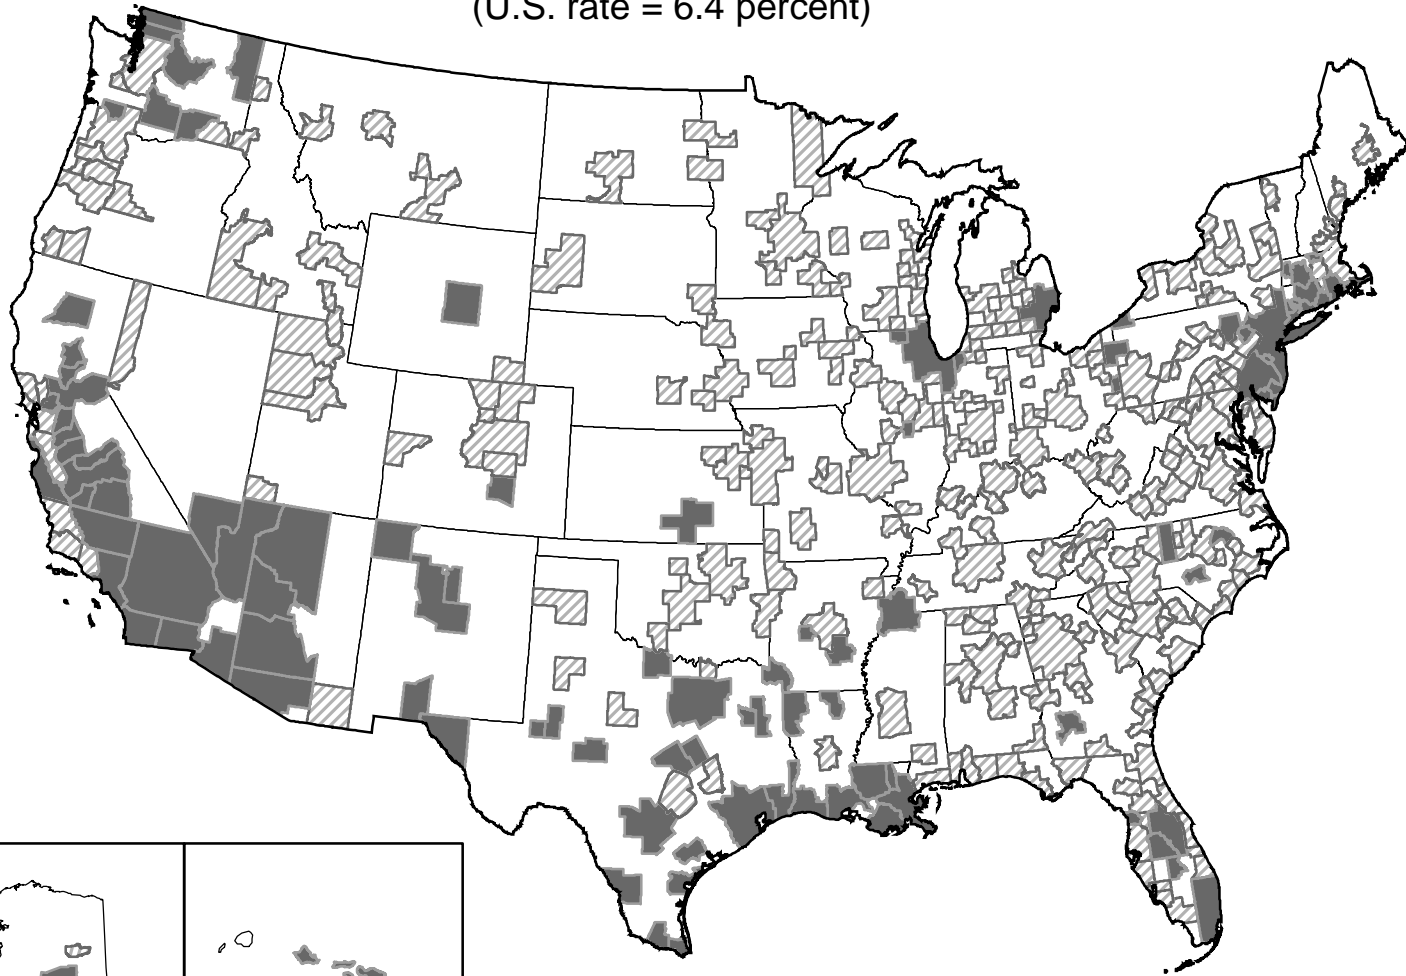 (U.S. rate = 6.4 percent)